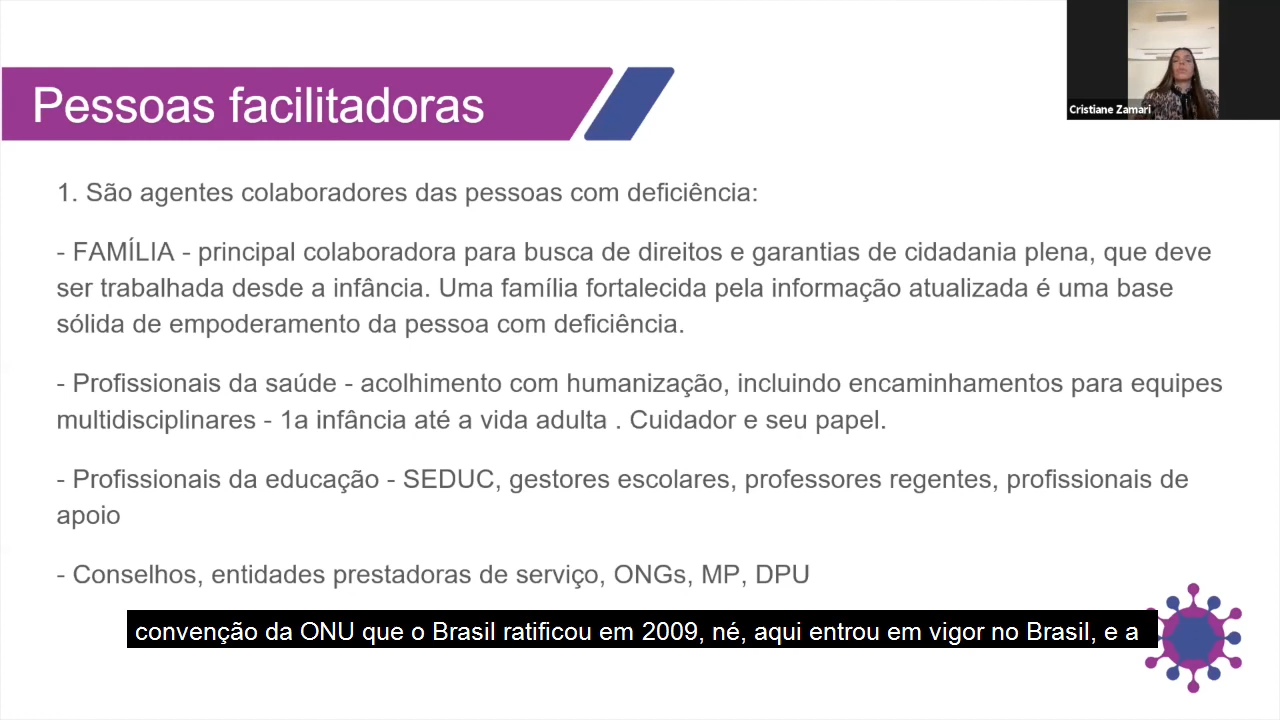 Pessoas facilitadoras
Cristiane Zamari
1. São agentes colaboradores das pessoas com deficiência:
- FAMÍLIA - principal colaboradora para busca de direitos e garantias de cidadania plena, que deve
ser trabalhada desde a infância. Uma família fortalecida pela informação atualizada é uma base
sólida de empoderamento da pessoa com deficiência.
- Profissionais da saúde - acolhimento com humanização, incluindo encaminhamentos para equipes
multidisciplinares - 1a infância até a vida adulta . Cuidador e seu papel.
- Profissionais da educação - SEDUC, gestores escolares, professores regentes, profissionais de
apoio
- Conselhos, entidades prestadoras de serviço, ONGs, MP, DPU
convenção da ONU que o Brasil ratificou em 2009, né, aqui entrou em vigor no Brasil, e a